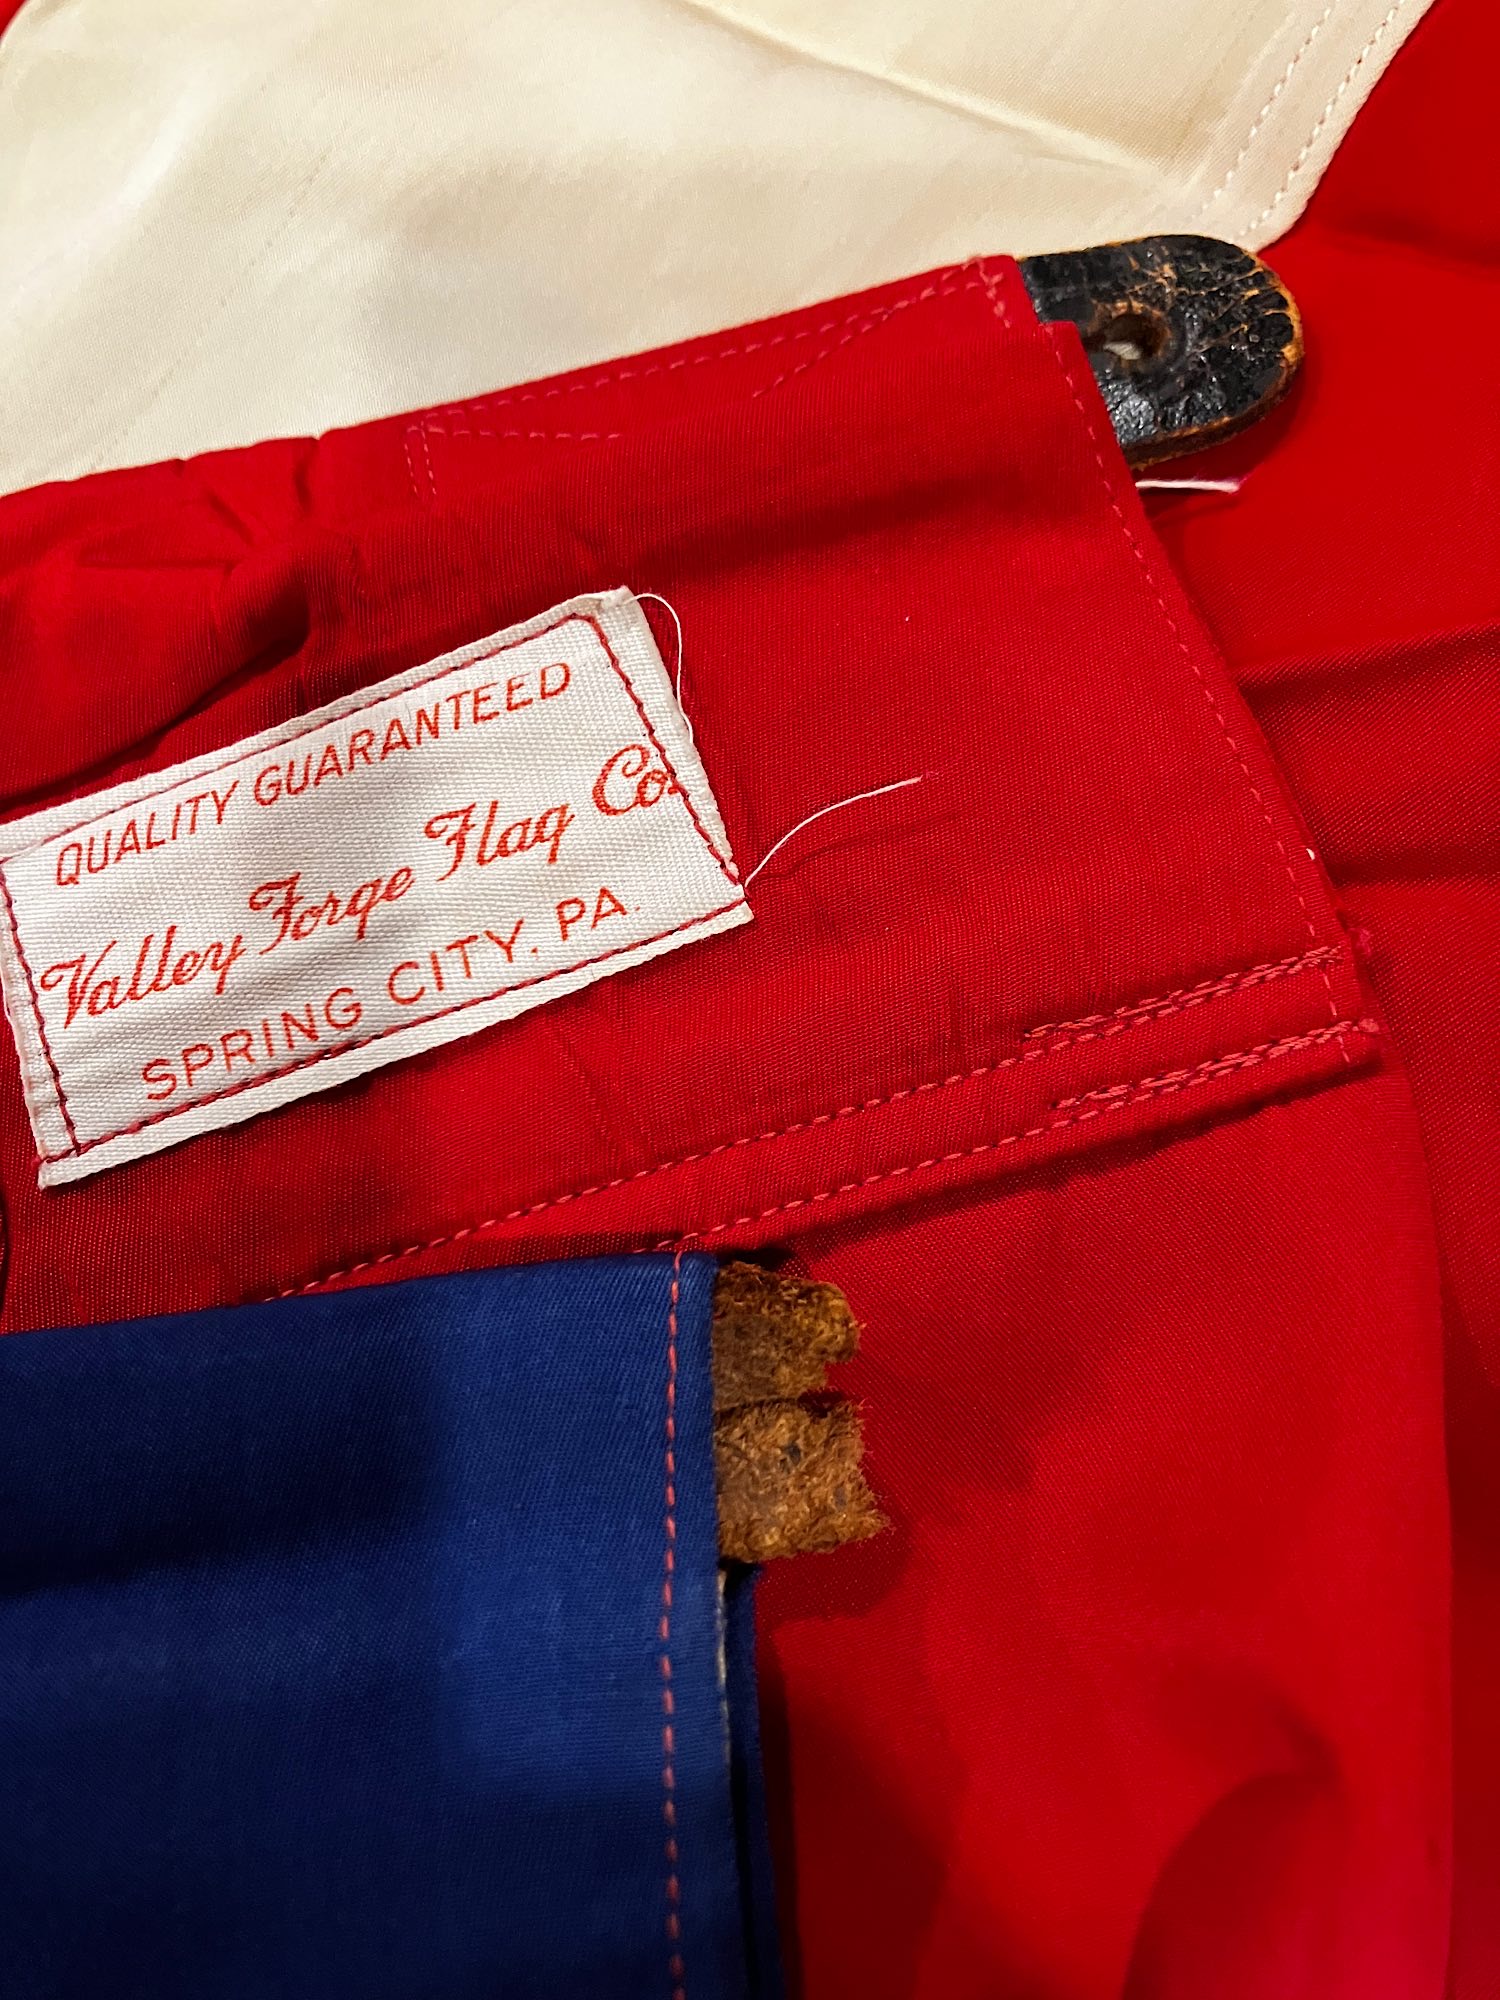 QUALITY GUARANTEED
Valley Forge Flag Co.
SPRING CITY. PA.